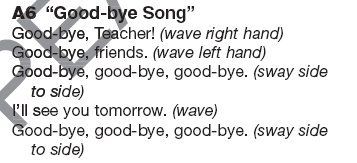 A6 “Good-bye Song”
Good-bye, Teacher! (wave right hand)
Good-bye, friends. (wave left hand)
Good-bye, good-bye, good-bye. (sway side
to side)
I’ll see you tomorrow. (wave)
Good-bye, good-bye, good-bye. (sway side
to side)